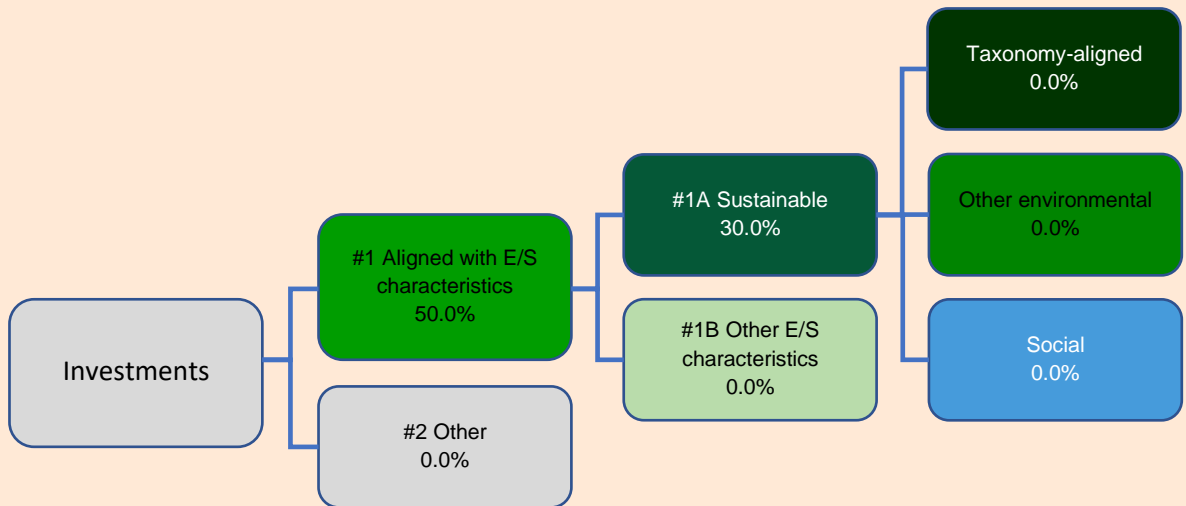 Investments
#1 Aligned with E/S
characteristics
50.0%
#2 Other
0.0%
#1A Sustainable
30.0%
#1B Other E/S
characteristics
0.0%
Taxonomy-aligned
0.0%
Other environmental
0.0%
Social
0.0%